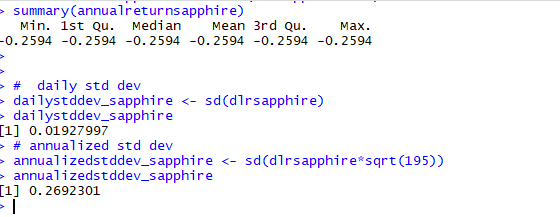 > summary(annualreturnsapphire)
   Min. 1st Qu.  Median    Mean 3rd Qu.    Max.
-0.2594 -0.2594 -0.2594 -0.2594 -0.2594 -0.2594
>
>
> #  daily std dev
> dailystddev_sapphire <- sd(dlrsapphire)
> dailystddev_sapphire
[1] 0.01927997
> # annualized std dev
> annualizedstddev_sapphire <- sd(dlrsapphire*sqrt(195))
> annualizedstddev_sapphire
[1] 0.2692301
>